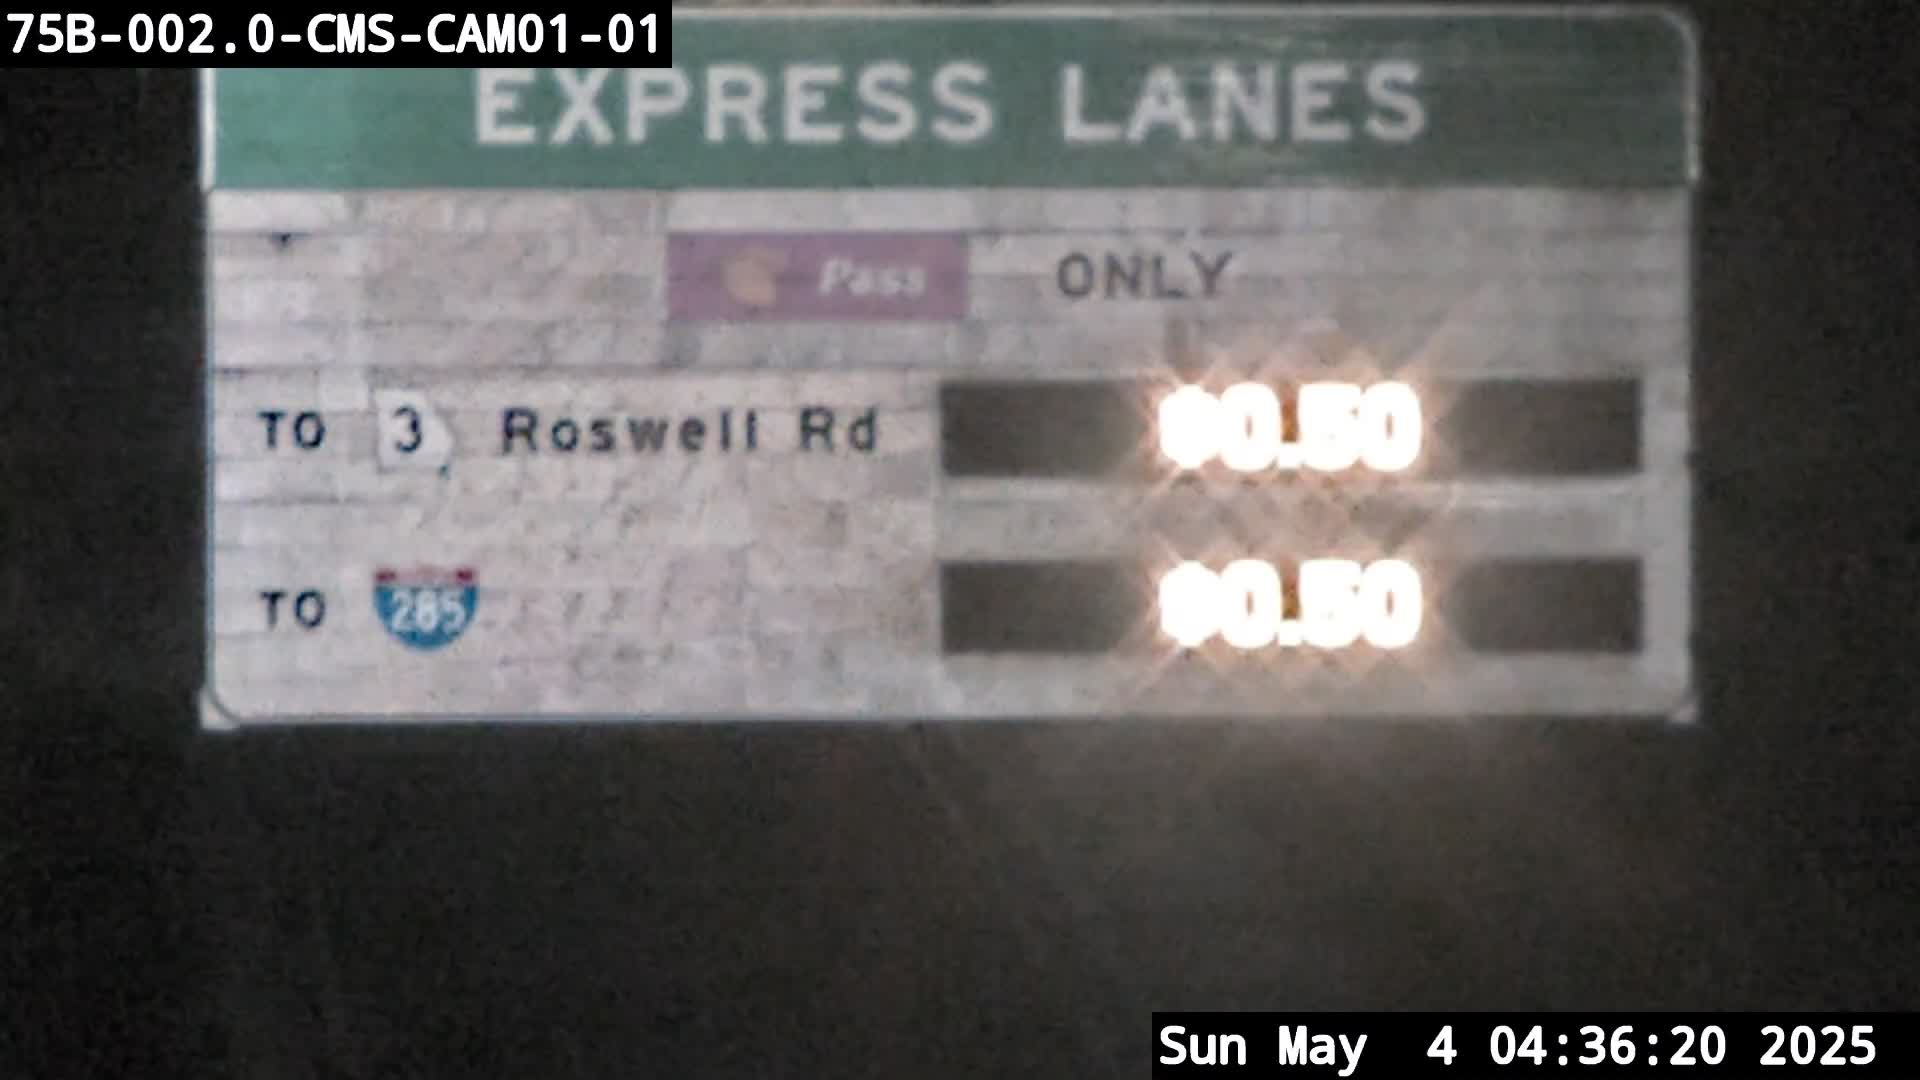 75B-002.0-CMS-CAM01-01
EXPRESS LANES
Pass ONLY
TO 3 Roswell Rd $0.50
TO 285 $0.50
Sun May 4 04:36:20 2025